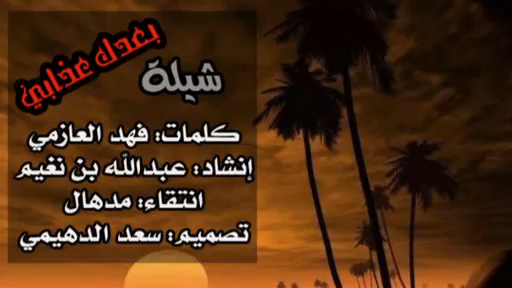 شيلة
بعدك عذابي
كلمات: فهد العازمي
إنشاد: عبدالله بن نغيم
انتقاء: مدهال
تصميم: سعد الدهيمي